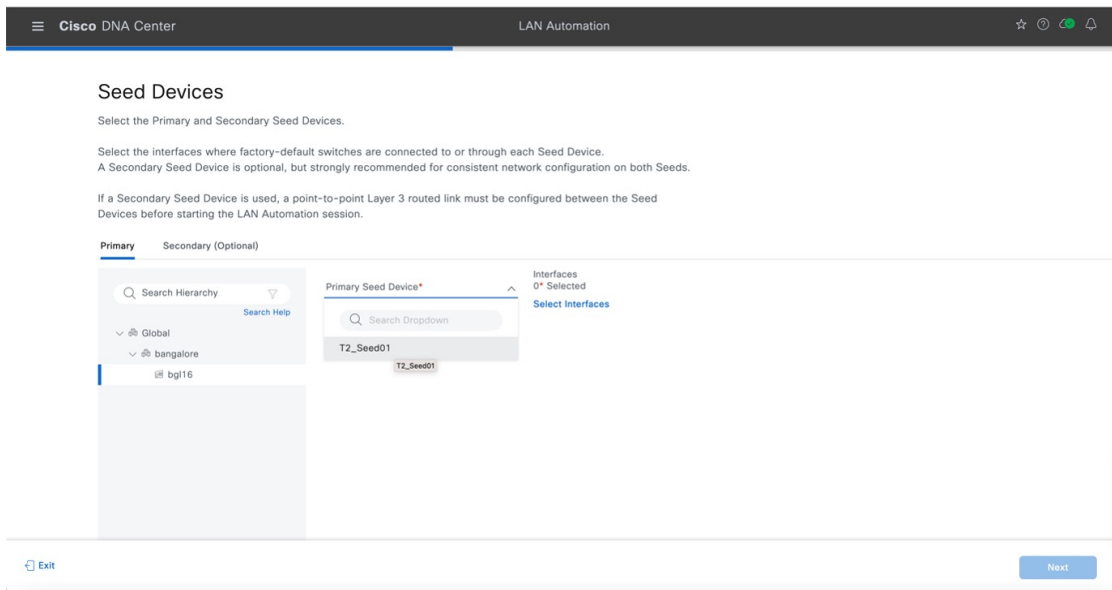 Cisco DNA Center
LAN Automation
Seed Devices
Select the Primary and Secondary Seed Devices.
Select the interfaces where factory-default switches are connected to or through each Seed Device.
A Secondary Seed Device is optional, but strongly recommended for consistent network configuration on both Seeds.
If a Secondary Seed Device is used, a point-to-point Layer 3 routed link must be configured between the Seed
Devices before starting the LAN Automation session.
Primary
Secondary (Optional)
Search Hierarchy
Search Help
Global
bangalore
bgl16
Primary Seed Device*
Search Dropdown
T2_Seed01
T2_Seed01
Interfaces
0* Selected
Select Interfaces
Exit
Next